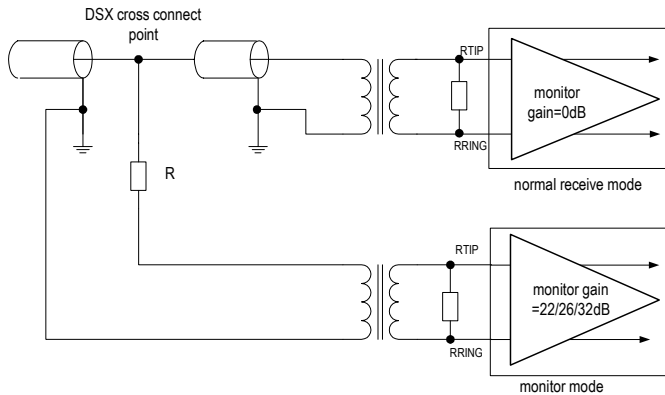 DSX cross connect
point
RTIP
monitor
gain=0dB
RRING
normal receive mode
R
RTIP
monitor gain
=22/26/32dB
RRING
monitor mode